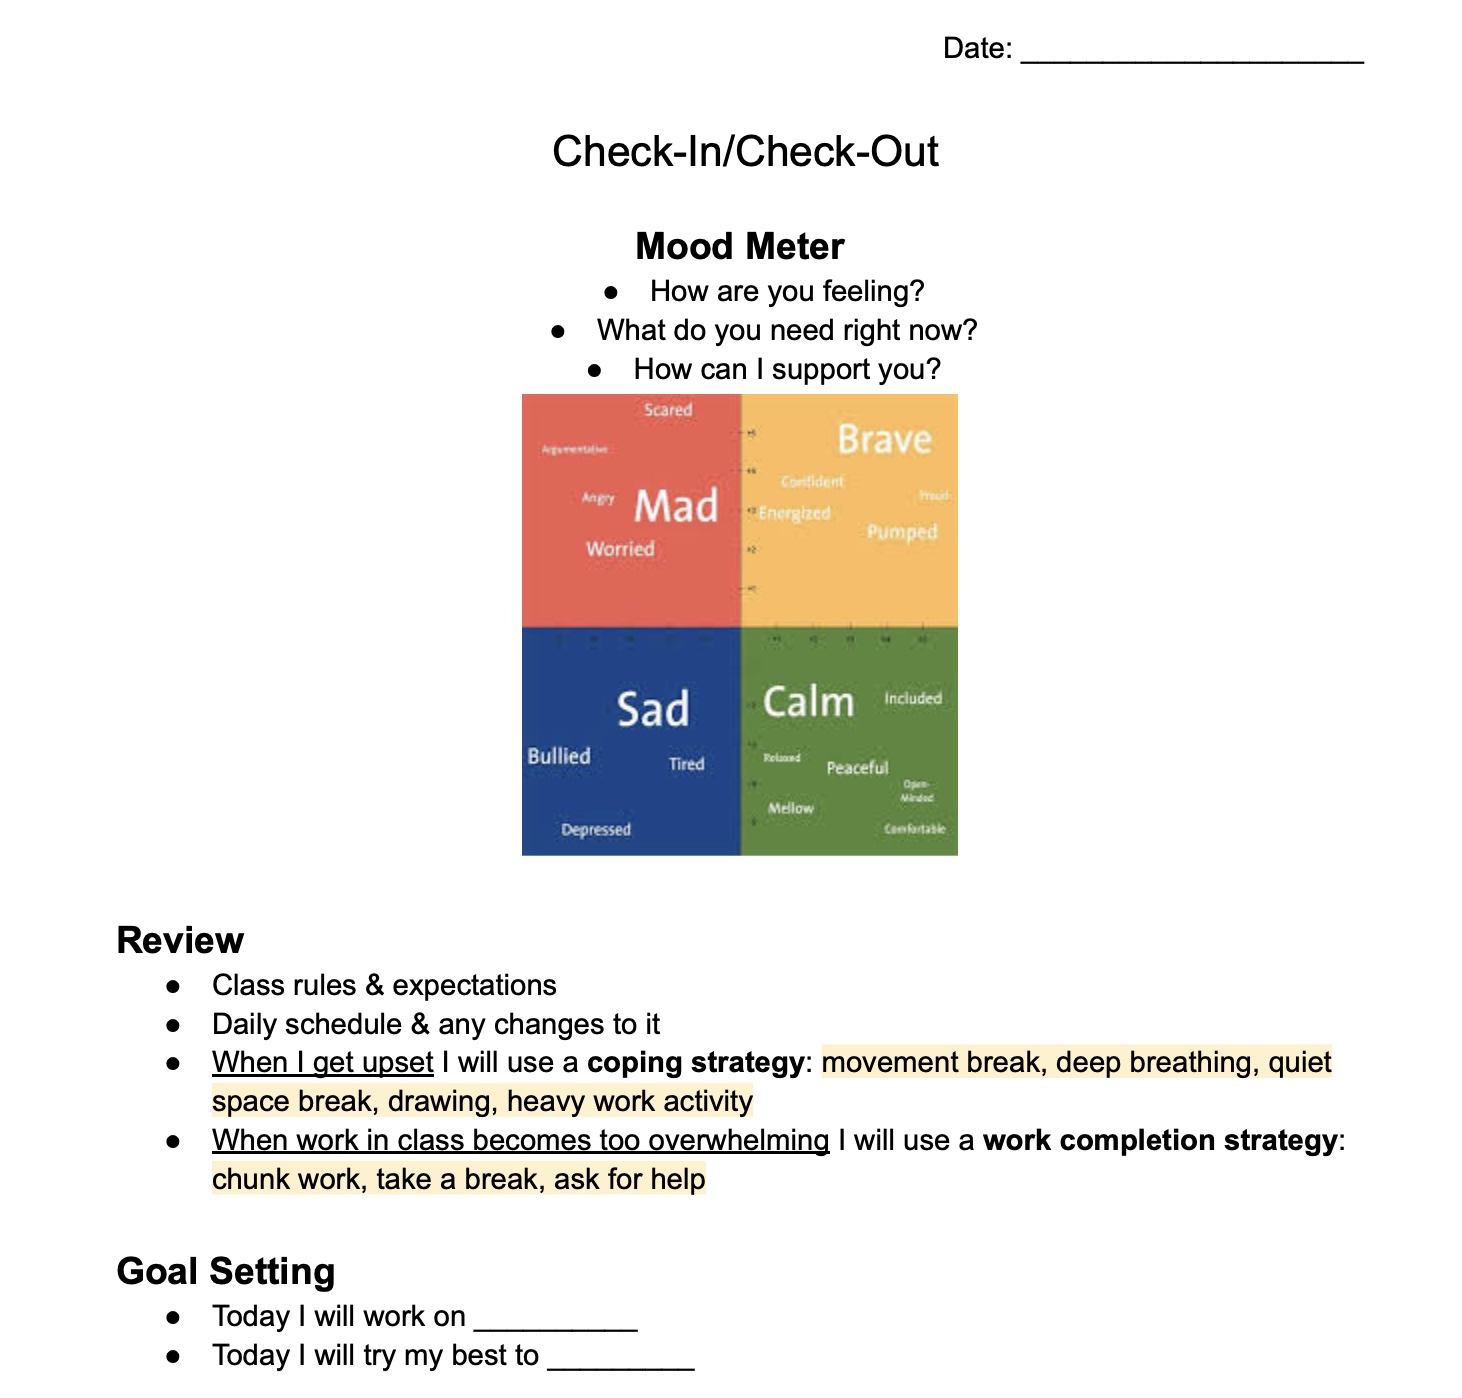 Date: _____________________
Check-In/Check-Out
Mood Meter
● How are you feeling?
● What do you need right now?
● How can I support you?
Scared
Argumentative
Angry
Mad
Worried
Brave
Confident
Proud
Energized
Pumped
Sad
Bullied
Tired
Depressed
Calm
Included
Relaxed
Peaceful
Open-
Minded
Mellow
Comfortable
Review
● Class rules & expectations
● Daily schedule & any changes to it
● When I get upset I will use a coping strategy: movement break, deep breathing, quiet
space break, drawing, heavy work activity
● When work in class becomes too overwhelming I will use a work completion strategy:
chunk work, take a break, ask for help
Goal Setting
● Today I will work on __________
● Today I will try my best to _________